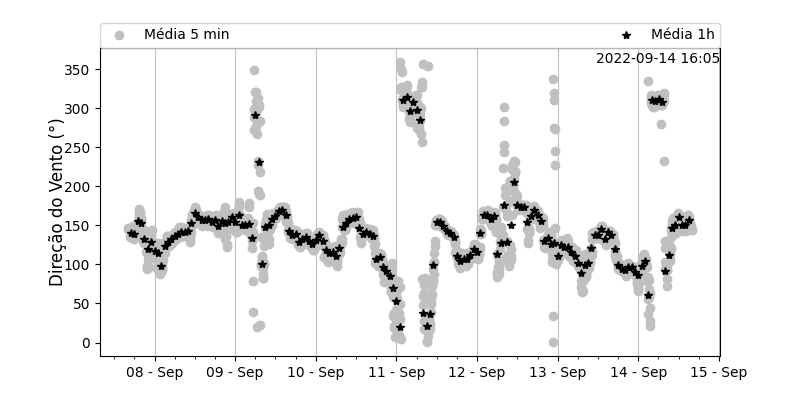 Média 5 min
Média 1h
2022-09-14 16:05
Direção do Vento (°)
350
300
250
200
150
100
50
0
08 - Sep
09 - Sep
10 - Sep
11 - Sep
12 - Sep
13 - Sep
14 - Sep
15 - Sep